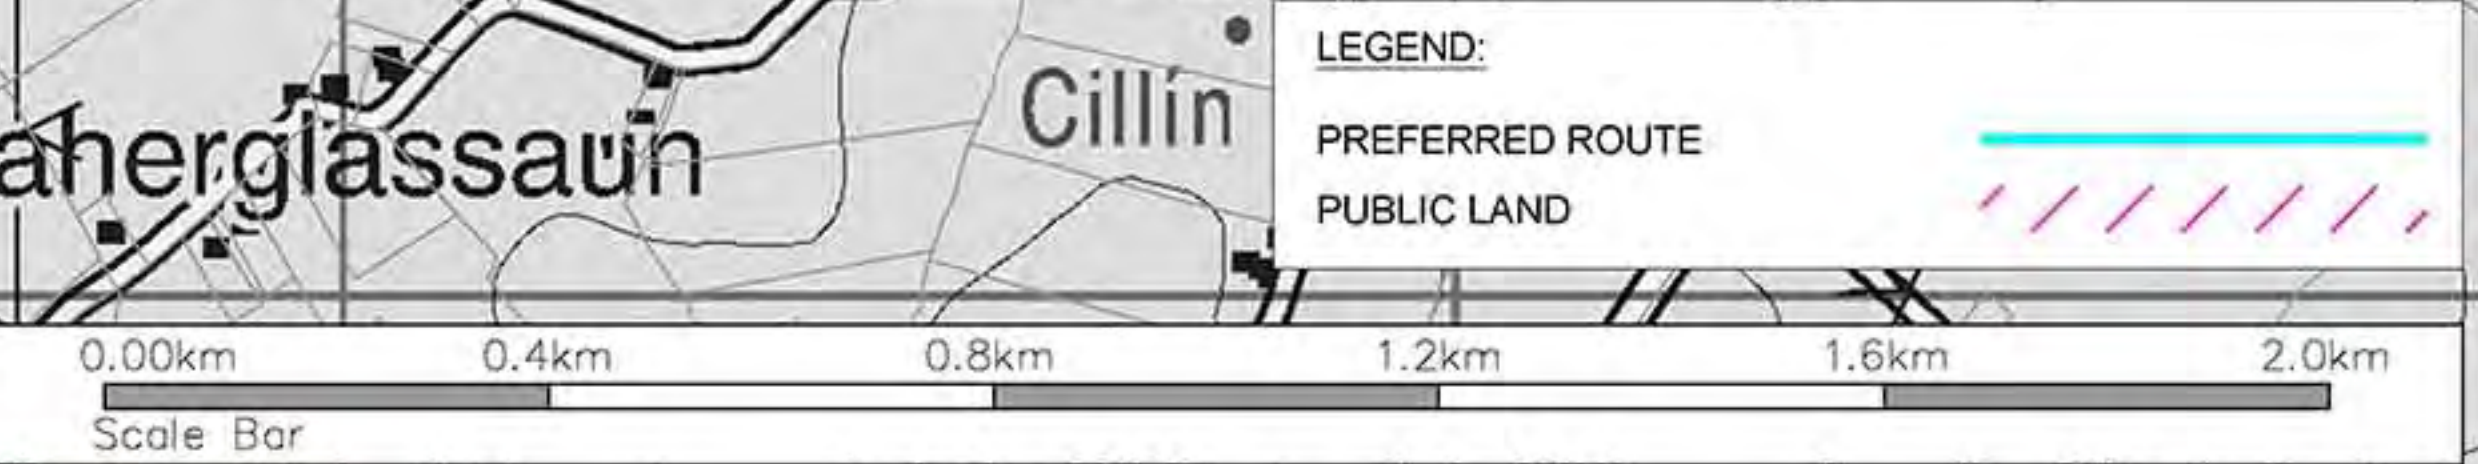 LEGEND:
Cillín
PREFERRED ROUTE
aherglassaun
PUBLIC LAND
0.00km 0.4km 0.8km 1.2km 1.6km 2.0km
Scale Bar